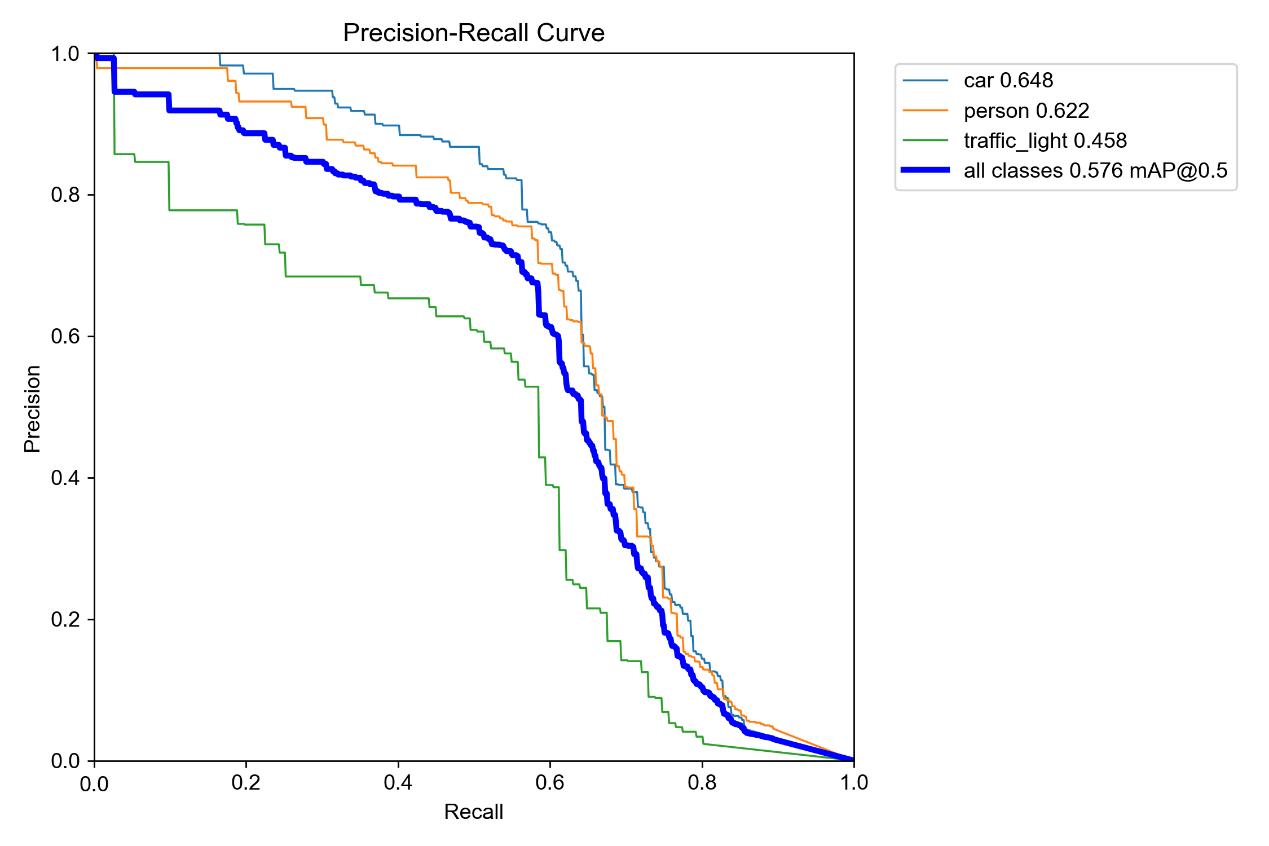 Precision-Recall Curve
1.0
0.8
0.6
0.4
0.2
0.0
Precision
0.0 0.2 0.4 0.6 0.8 1.0
Recall
car 0.648
person 0.622
traffic_light 0.458
all classes 0.576 mAP@0.5